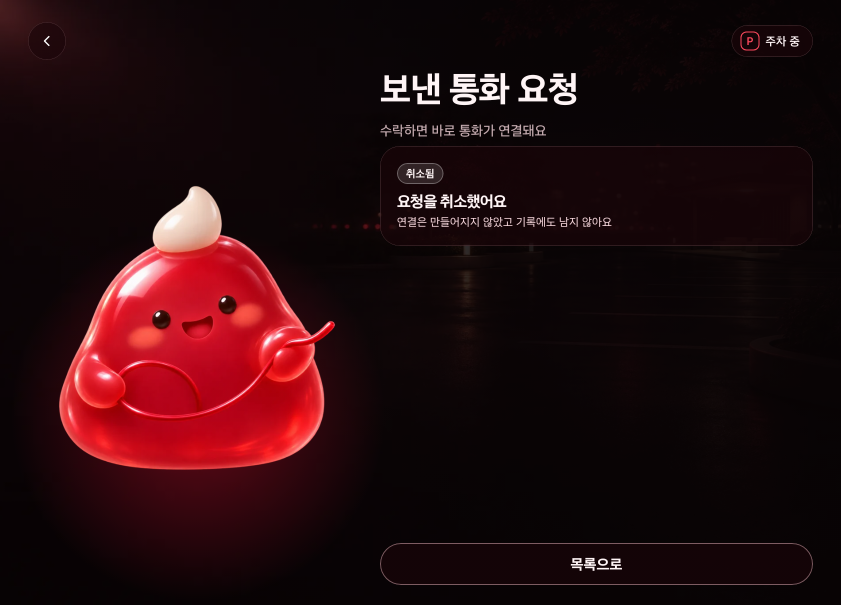 P 주차 중
보낸 통화 요청
수락하면 바로 통화가 연결돼요
취소됨
요청을 취소했어요
연결은 만들어지지 않았고 기록에도 남지 않아요
목록으로